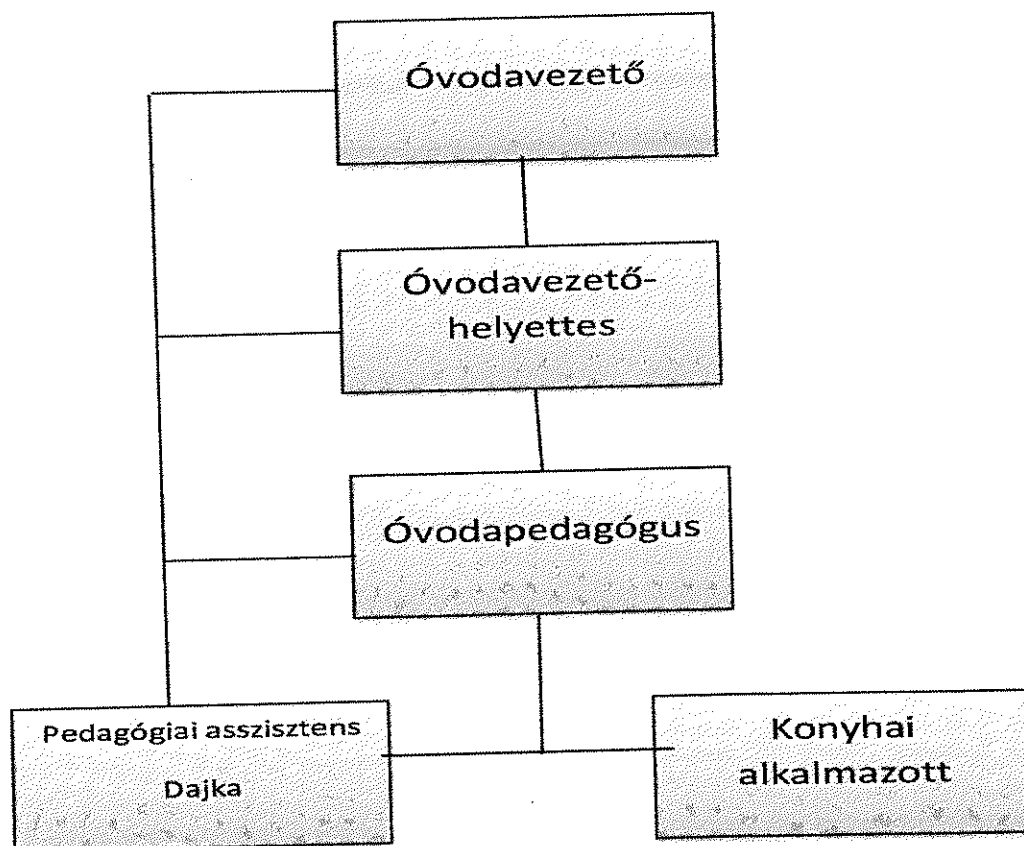 Óvodavezető
Óvodavezető-
helyettes
Óvodapedagógus
Pedagógiai asszisztens
Dajka
Konyhai
alkalmazott